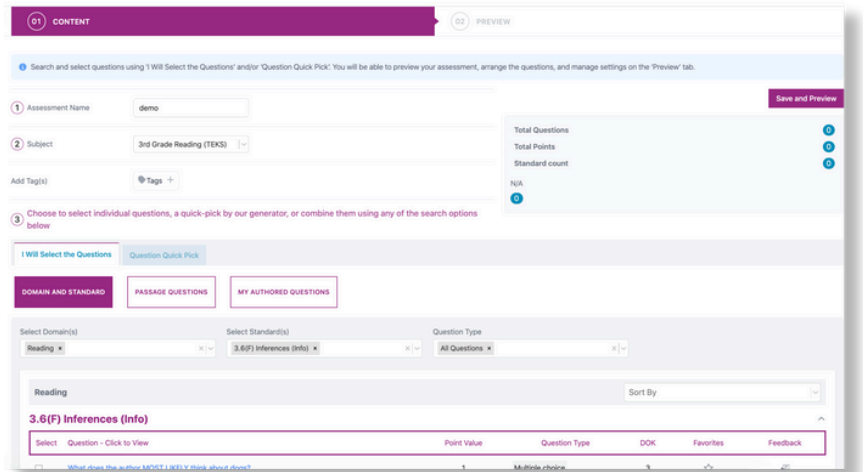 01 CONTENT
02 PREVIEW
Search and select questions using 'I Will Select the Questions' and/or 'Question Quick Pick'. You will be able to preview your assessment, arrange the questions, and manage settings on the 'Preview' tab.
Save and Preview
1 Assessment Name demo
2 Subject 3rd Grade Reading (TEKS)
Add Tag(s) Tags +
Total Questions 0
Total Points 0
Standard count 0
N/A
0
3 Choose to select individual questions, a quick-pick by our generator, or combine them using any of the search options
below
I Will Select the Questions Question Quick Pick
DOMAIN AND STANDARD PASSAGE QUESTIONS MY AUTHORED QUESTIONS
Select Domain(s) Select Standard(s) Question Type
Reading × 3.6(F) Inferences (Info) × All Questions ×
Reading Sort By
3.6(F) Inferences (Info)
Select Question - Click to View Point Value Question Type DOK Favorites Feedback
What does the author MOST LIKELY think about dogs? 1 Multiple choice 3